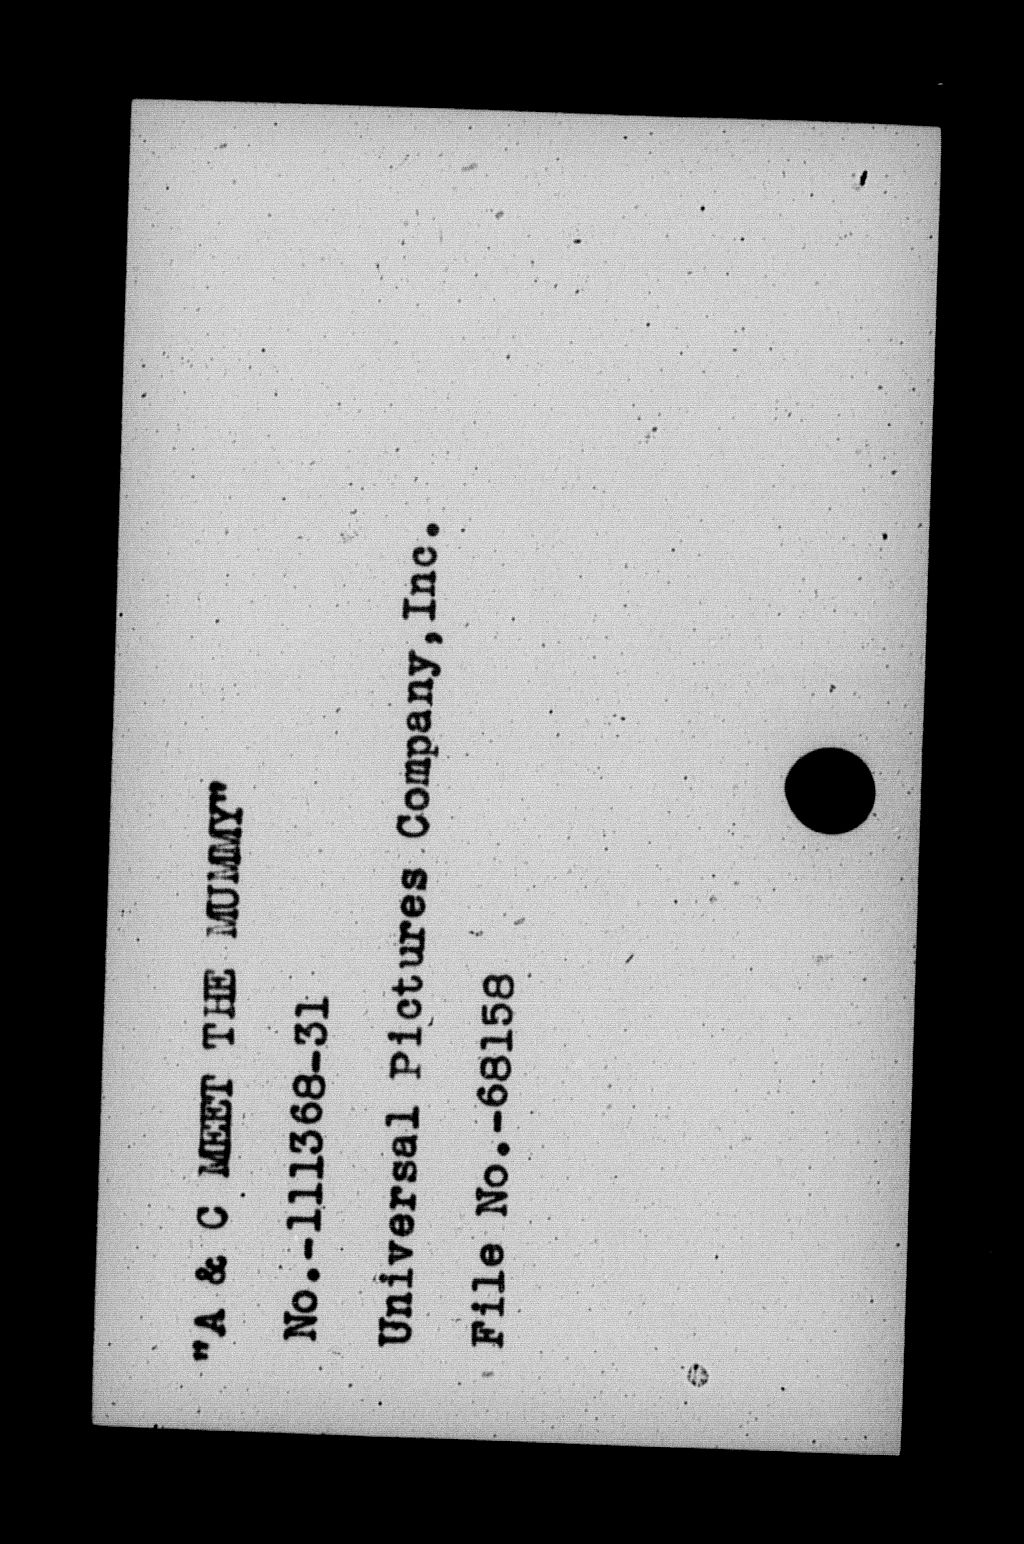 "A & C MEET THE MUMMY"
No.-111368-31
Universal Pictures Company,Inc.
File No.-68158